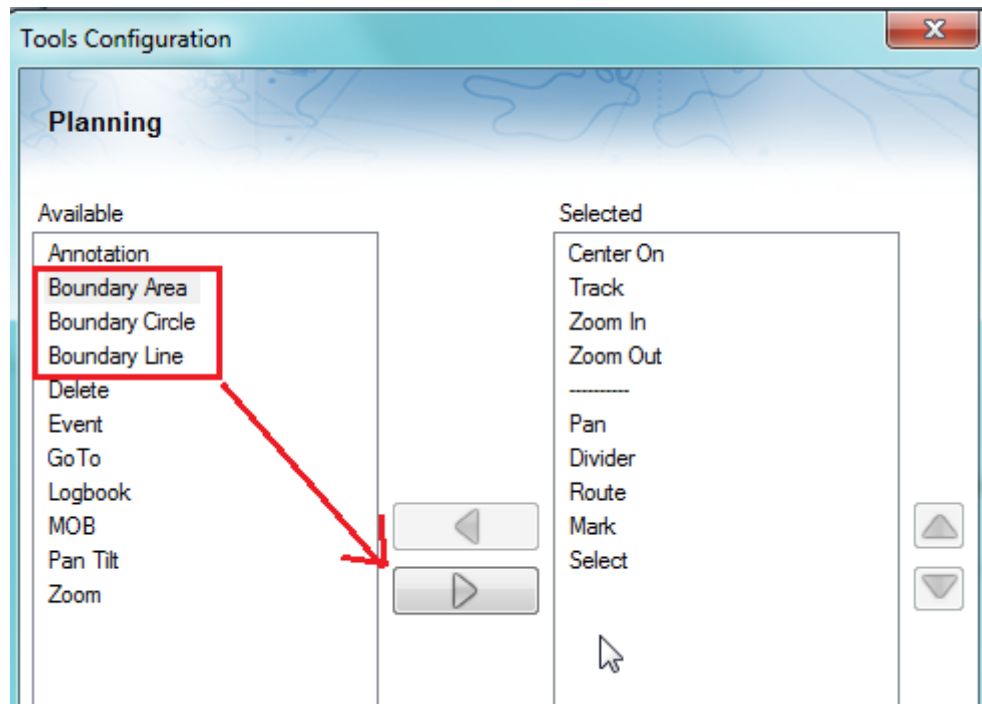 Tools Configuration
Planning
Available
Annotation
Boundary Area
Boundary Circle
Boundary Line
Delete
Event
GoTo
Logbook
MOB
Pan Tilt
Zoom
Selected
Center On
Track
Zoom In
Zoom Out
----------
Pan
Divider
Route
Mark
Select